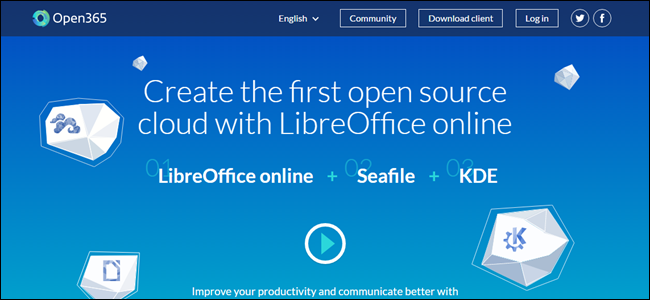 Open365
English
Community
Download client
Log in
Create the first open source
cloud with LibreOffice online
01 02 03
LibreOffice online + Seafile + KDE
Improve your productivity and communicate better with